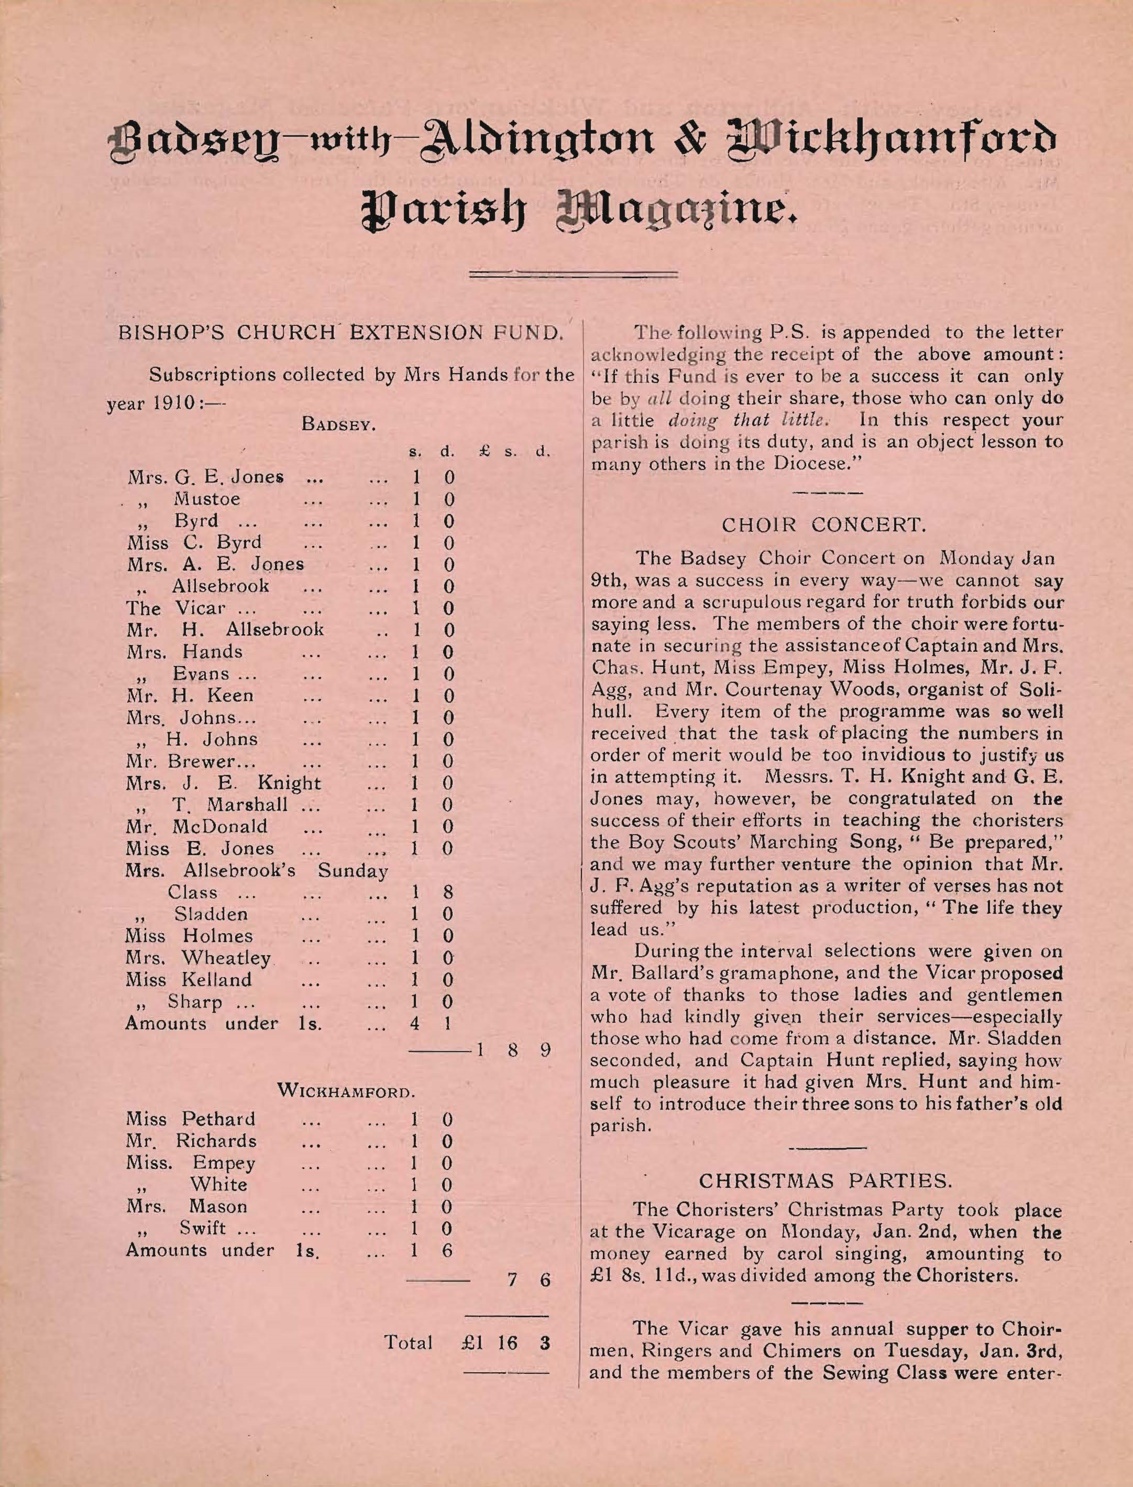 Badsey—with—Aldington & Wickhamford
Parish Magazine.
BISHOP'S CHURCH EXTENSION FUND.
Subscriptions collected by Mrs Hands for the
year 1910:—
BADSEY.
s. d. £ s. d.
Mrs. G. E. Jones ... ... 1 0
„ Mustoe ... ... 1 0
„ Byrd ... ... ... 1 0
Miss C. Byrd ... ... 1 0
Mrs. A. E. Jones ... 1 0
„ Allsebrook ... ... 1 0
The Vicar ... ... ... 1 0
Mr. H. Allsebrook .. 1 0
Mrs. Hands ... ... 1 0
„ Evans ... ... ... 1 0
Mr. H. Keen ... ... 1 0
Mrs. Johns... ... ... 1 0
„ H. Johns ... ... 1 0
Mr. Brewer... ... ... 1 0
Mrs. J. E. Knight ... 1 0
„ T. Marshall ... ... 1 0
Mr. McDonald ... ... 1 0
Miss E. Jones ... ... 1 0
Mrs. Allsebrook's Sunday
Class ... ... ... 1 8
„ Sladden ... ... 1 0
Miss Holmes ... ... 1 0
Mrs. Wheatley .. ... 1 0
Miss Kelland ... ... 1 0
„ Sharp ... ... ... 1 0
Amounts under 1s. ... 4 1
——1 8 9
WICKHAMFORD.
Miss Pethard ... ... 1 0
Mr. Richards ... ... 1 0
Miss. Empey ... ... 1 0
„ White ... ... 1 0
Mrs. Mason ... ... 1 0
„ Swift ... ... ... 1 0
Amounts under 1s. ... 1 6
—— 7 6
Total £1 16 3
The following P.S. is appended to the letter
acknowledging the receipt of the above amount:
"If this Fund is ever to be a success it can only
be by all doing their share, those who can only do
a little doing that little. In this respect your
parish is doing its duty, and is an object lesson to
many others in the Diocese."
CHOIR CONCERT.
The Badsey Choir Concert on Monday Jan
9th, was a success in every way—we cannot say
more and a scrupulous regard for truth forbids our
saying less. The members of the choir were fortu-
nate in securing the assistance of Captain and Mrs.
Chas. Hunt, Miss Empey, Miss Holmes, Mr. J. F.
Agg, and Mr. Courtenay Woods, organist of Soli-
hull. Every item of the programme was so well
received that the task of placing the numbers in
order of merit would be too invidious to justify us
in attempting it. Messrs. T. H. Knight and G. E.
Jones may, however, be congratulated on the
success of their efforts in teaching the choristers
the Boy Scouts' Marching Song, " Be prepared,"
and we may further venture the opinion that Mr.
J. F. Agg's reputation as a writer of verses has not
suffered by his latest production, " The life they
lead us."
During the interval selections were given on
Mr. Ballard's gramaphone, and the Vicar proposed
a vote of thanks to those ladies and gentlemen
who had kindly given their services—especially
those who had come from a distance. Mr. Sladden
seconded, and Captain Hunt replied, saying how
much pleasure it had given Mrs. Hunt and him-
self to introduce their three sons to his father's old
parish.
CHRISTMAS PARTIES.
The Choristers' Christmas Party took place
at the Vicarage on Monday, Jan. 2nd, when the
money earned by carol singing, amounting to
£1 8s. 11d., was divided among the Choristers.
The Vicar gave his annual supper to Choir-
men, Ringers and Chimers on Tuesday, Jan. 3rd,
and the members of the Sewing Class were enter-